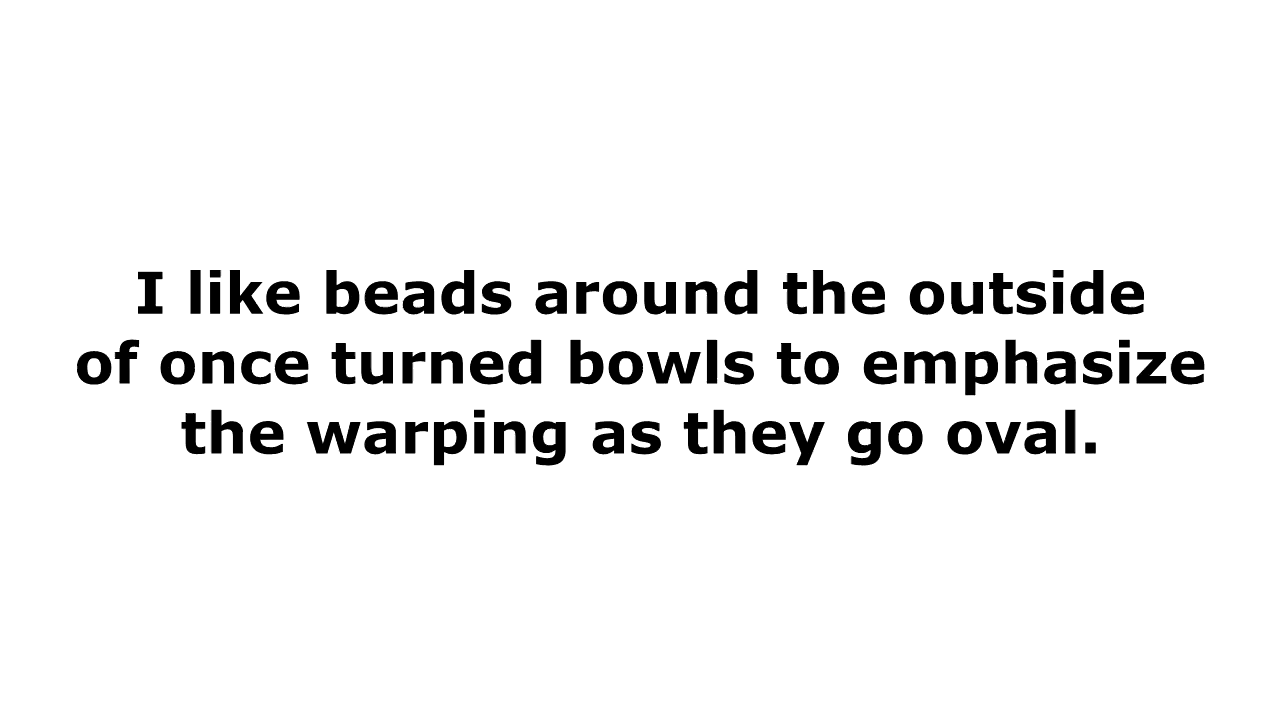 I like beads around the outside
of once turned bowls to emphasize
the warping as they go oval.